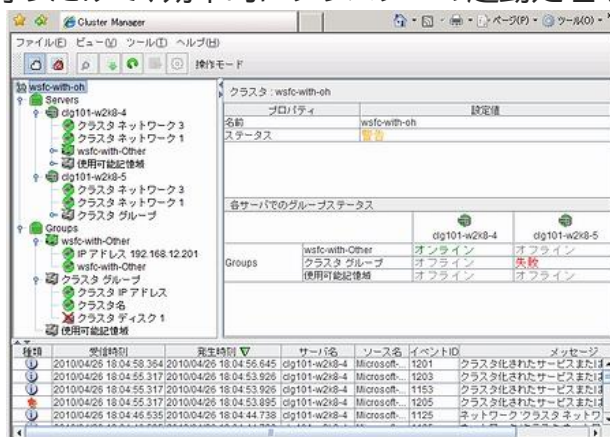 Cluster Manager
ページ(P)
ツール(O)
ファイル(F) ビュー(V) ツール(T) ヘルプ(H)
操作モード
wsfc-with-oh
Servers
clg101-w2k8-4
クラスタ ネットワーク 3
クラスタ ネットワーク 1
wsfc-with-Other
使用可能記憶域
clg101-w2k8-5
クラスタ ネットワーク 3
クラスタ ネットワーク 1
クラスタ グループ
Groups
wsfc-with-Other
IP アドレス 192.168.12.201
wsfc-with-Other
クラスタ グループ
クラスタ IP アドレス
クラスタ名
クラスタ ディスク 1
使用可能記憶域
クラスタ : wsfc-with-oh
プロパティ 設定値
名前 wsfc-with-oh
ステータス 警告
各サーバでのグループステータス
clg101-w2k8-4 clg101-w2k8-5
Groups
wsfc-with-Other オンライン オフライン
クラスタ グループ オフライン 失敗
使用可能記憶域 オフライン オフライン
種類 受信時刻 発生時刻 サーバ名 ソース名 イベントID メッセージ
2010/04/26 18:04:58.364 2010/04/26 18:04:56.645 clg101-w2k8-4 Microsoft-... 1201 クラスタ化されたサービスまたは
2010/04/26 18:04:55.317 2010/04/26 18:04:53.926 clg101-w2k8-4 Microsoft-... 1203 クラスタ化されたサービスまたは
2010/04/26 18:04:55.317 2010/04/26 18:04:53.926 clg101-w2k8-4 Microsoft-... 1153 クラスタ化されたサービスまたは
2010/04/26 18:04:55.317 2010/04/26 18:04:53.895 clg101-w2k8-4 Microsoft-... 1205 クラスタ化されたサービスまたは
2010/04/26 18:04:46.535 2010/04/26 18:04:44.738 clg101-w2k8-4 Microsoft-... 1125 ネットワーク 'クラスタ ネットワ